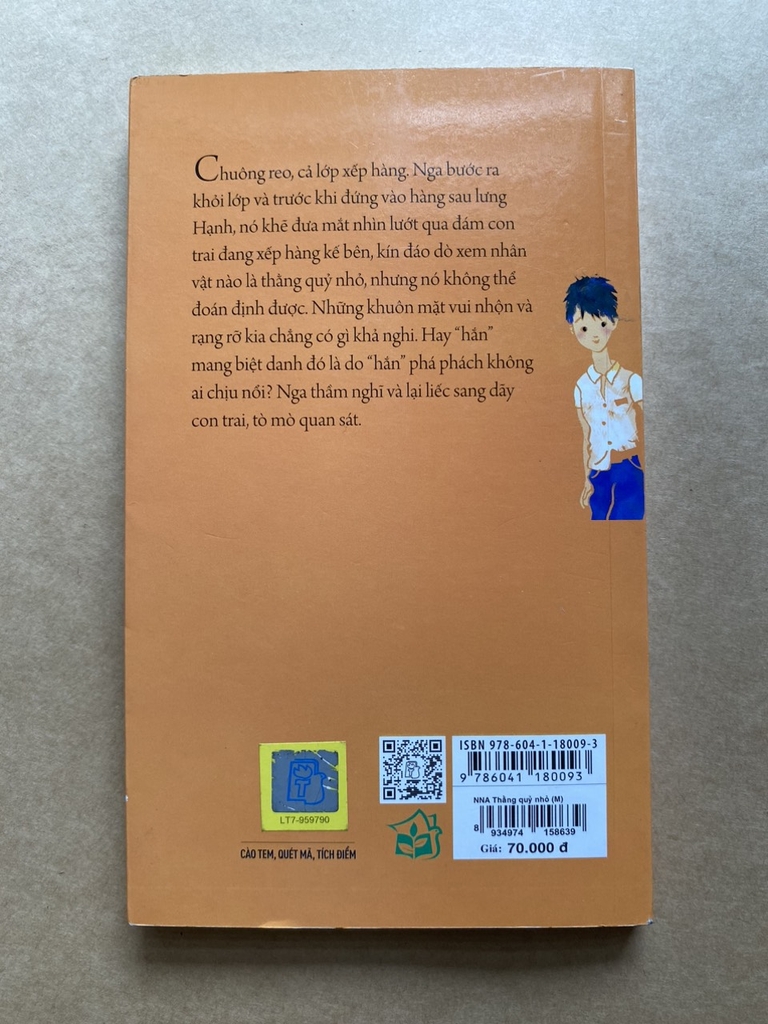 Chuông reo, cả lớp xếp hàng. Nga bước ra
khỏi lớp và trước khi đứng vào hàng sau lưng
Hạnh, nó khẽ đưa mắt nhìn lướt qua đám con
trai đang xếp hàng kế bên, kín đáo dò xem nhân
vật nào là thằng quỷ nhỏ, nhưng nó không thể
đoán định được. Những khuôn mặt vui nhộn và
rạng rỡ kia chẳng có gì khả nghi. Hay “hắn”
mang biệt danh đó là do “hắn” phá phách không
ai chịu nổi? Nga thầm nghĩ và lại liếc sang dãy
con trai, tò mò quan sát.
LT7-959790
CÀO TEM, QUÉT MÃ, TÍCH ĐIỂM
ISBN 978-604-1-18009-3
9 786041 180093
NNA Thằng quỷ nhỏ (M)
8 934974 158639
Giá: 70.000 đ